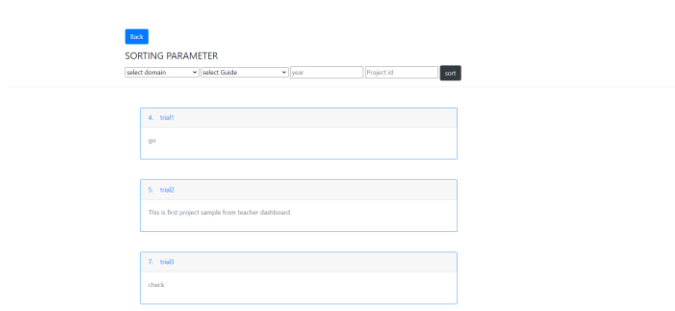 Back
SORTING PARAMETER
select domain select Guide year Project id sort
4. trial1
go
5. trial2
This is first project sample from teacher dashboard
7. trial3
check